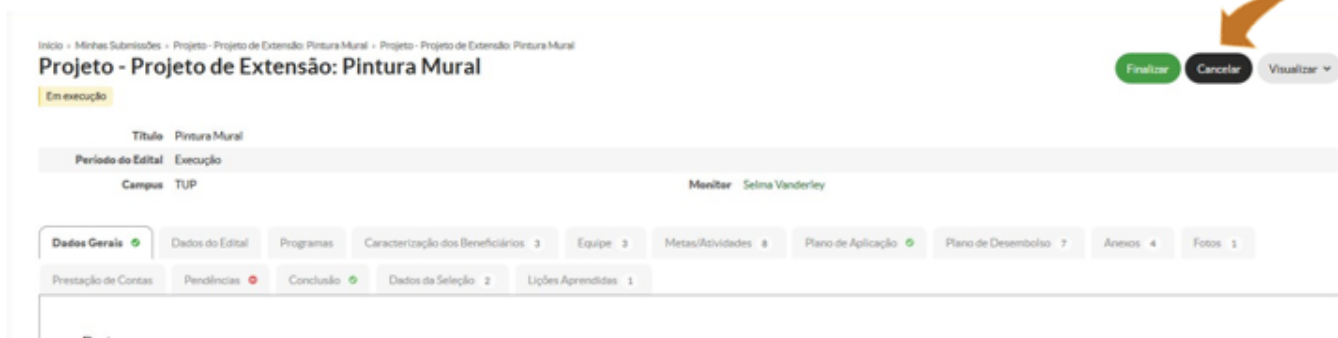 Início » Minhas Submissões » Projeto - Projeto de Extensão: Pintura Mural » Projeto - Projeto de Extensão: Pintura Mural
Projeto - Projeto de Extensão: Pintura Mural
Finalizar Cancelar Visualizar
Em execução
Título Pintura Mural
Período do Edital Execução
Campus TUP Monitor Selma Vanderley
Dados Gerais Dados do Edital Programas Caracterização dos Beneficiários 3 Equipe 3 Metas/Atividades 8 Plano de Aplicação Plano de Desembolso 7 Anexos 4 Fotos 1
Prestação de Contas Pendências Conclusão Dados da Seleção 2 Lições Aprendidas 1